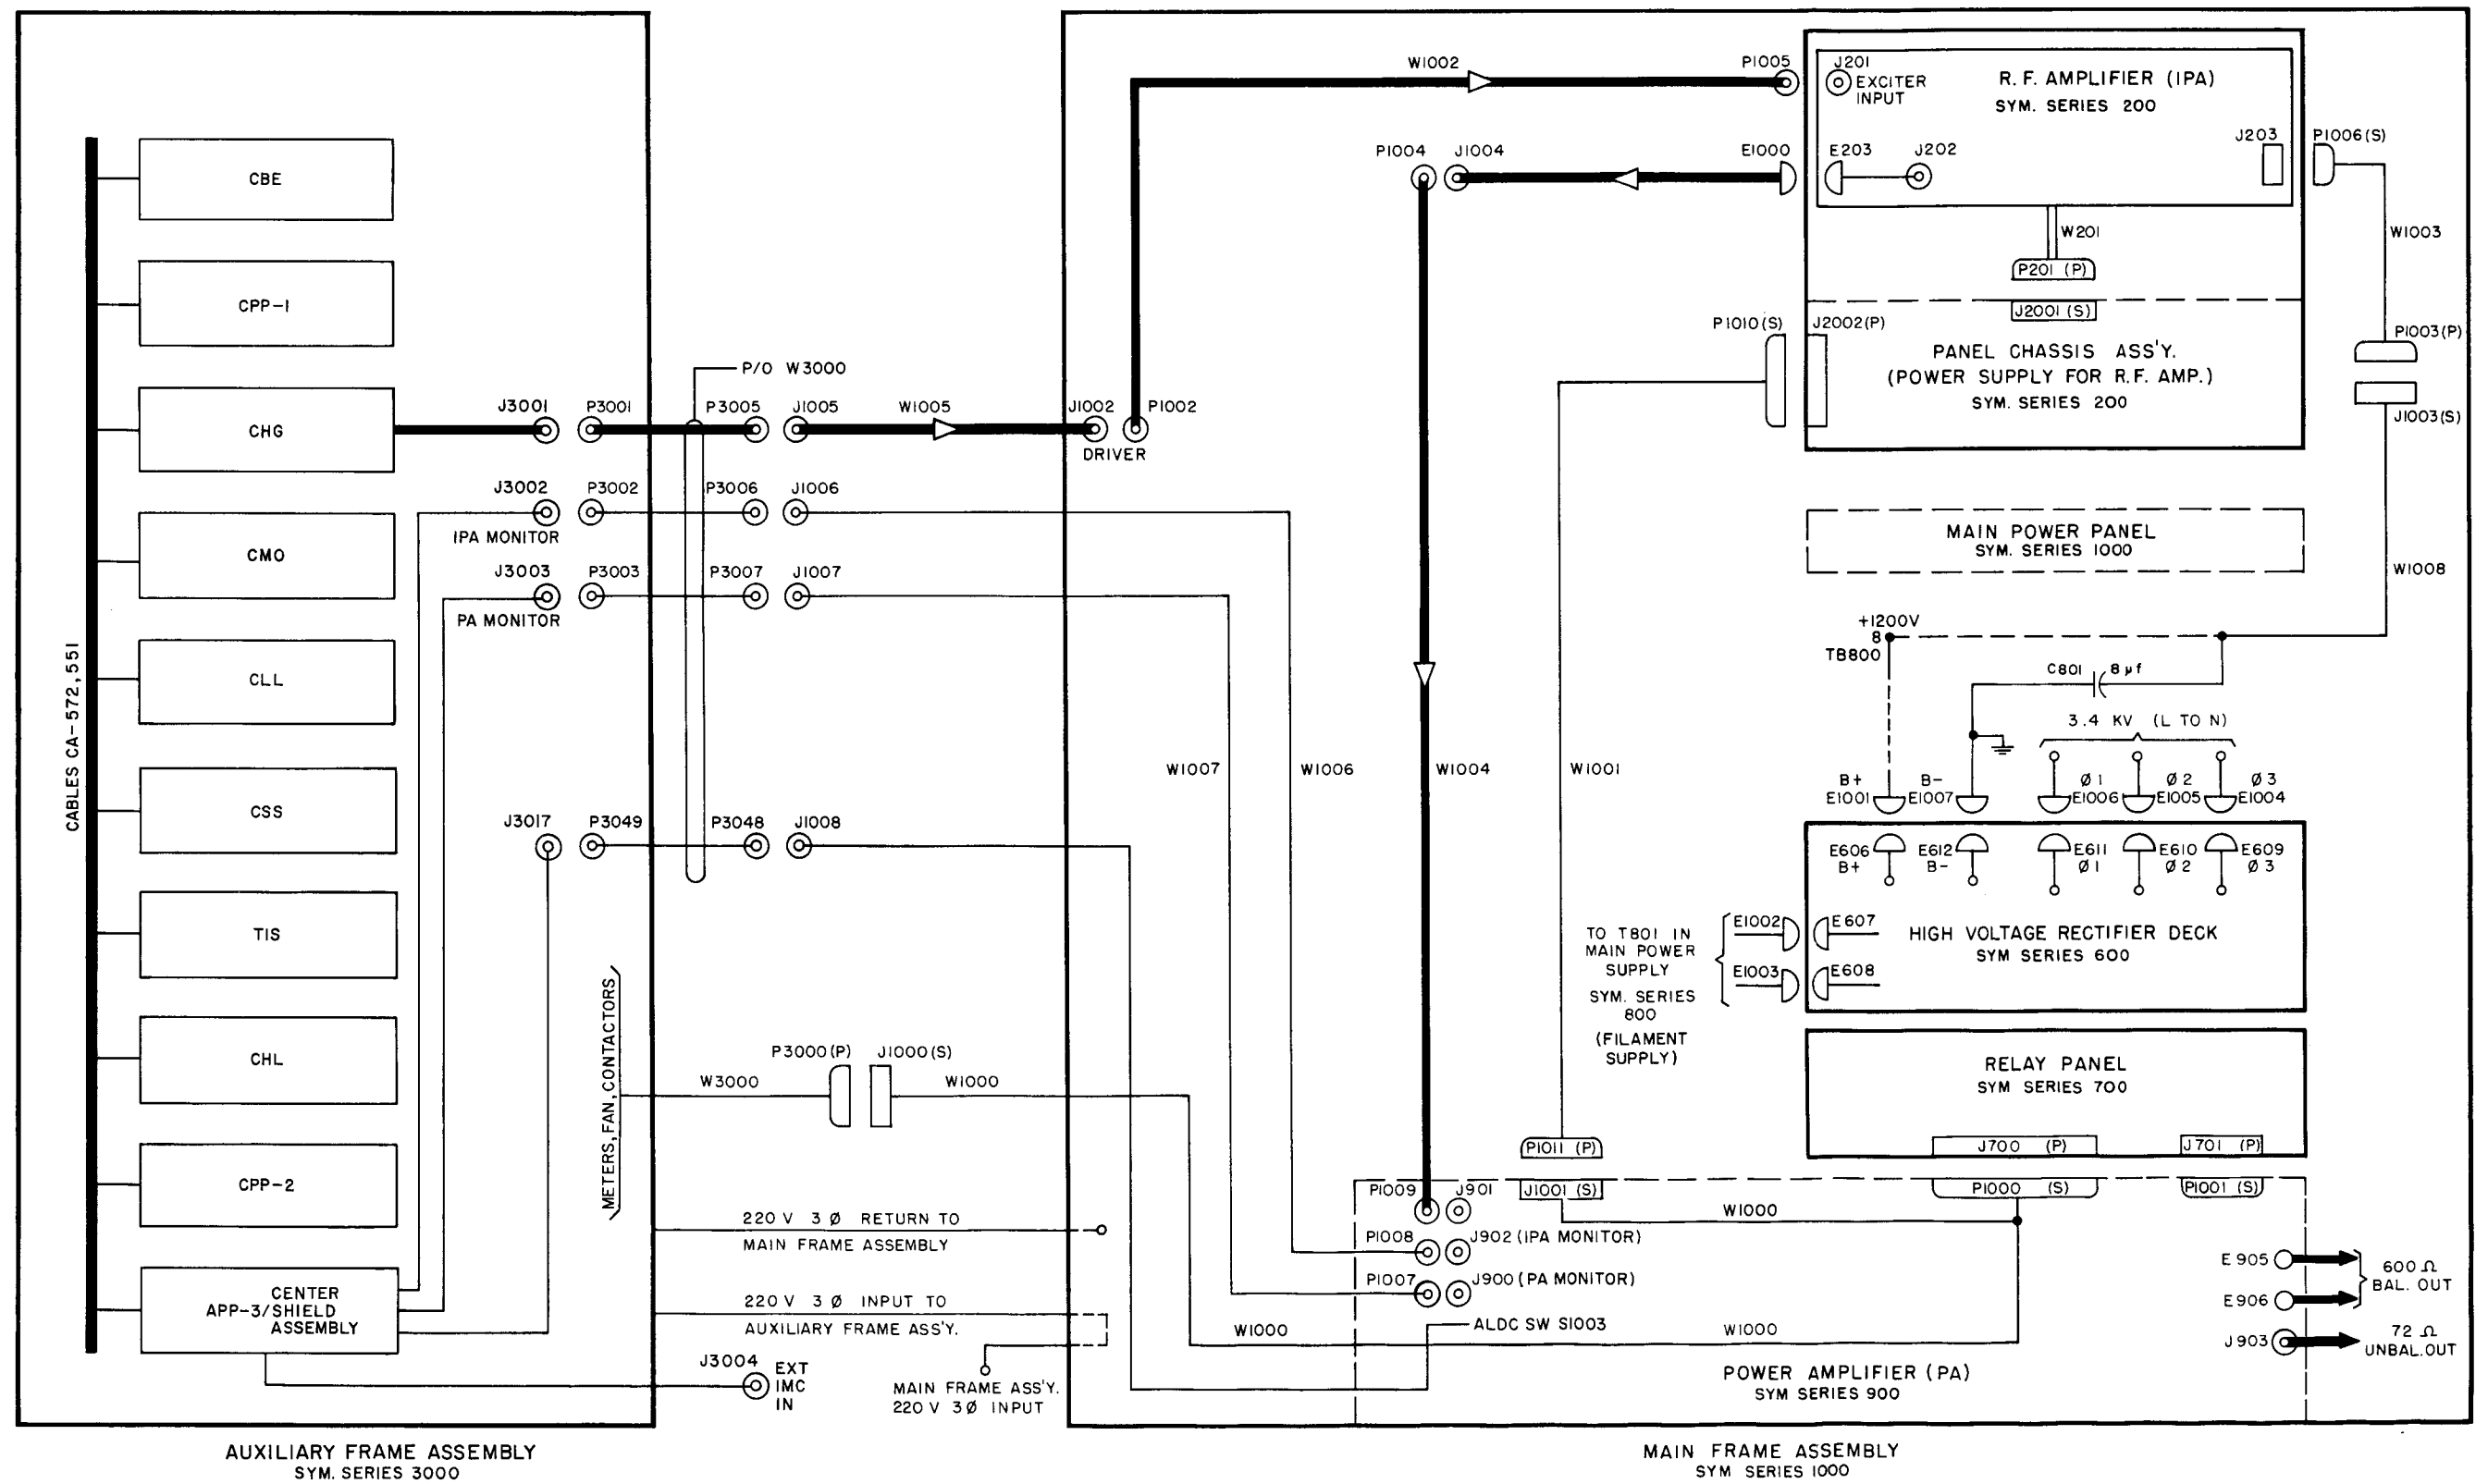 CABLES CA-572, 551
CBE
CPP-1
CHG
CMO
CLL
CSS
TIS
CHL
CPP-2
CENTER
APP-3/SHIELD
ASSEMBLY
J3001
P3001
P/O W3000
P3005
J1005
W1005
J1002
P1002
DRIVER
J3002
P3002
P3006
J1006
IPA MONITOR
J3003
P3003
P3007
J1007
PA MONITOR
J3017
P3049
P3048
J1008
METERS, FAN, CONTACTORS
W3000
P3000(P)
J1000(S)
W1000
220 V 3 Ø RETURN TO
MAIN FRAME ASSEMBLY
220 V 3 Ø INPUT TO
AUXILIARY FRAME ASS'Y.
J3004
EXT
IMC
IN
MAIN FRAME ASS'Y.
220 V 3Ø INPUT
AUXILIARY FRAME ASSEMBLY
SYM. SERIES 3000
W1002
P1005
J201
EXCITER
INPUT
R.F. AMPLIFIER (IPA)
SYM. SERIES 200
P1004
J1004
E1000
E203
J202
J203
P1006(S)
W201
P201 (P)
W1003
J2001 (S)
P1010(S)
J2002(P)
PANEL CHASSIS ASS'Y.
(POWER SUPPLY FOR R.F. AMP.)
SYM. SERIES 200
P1003(P)
J1003(S)
MAIN POWER PANEL
SYM. SERIES 1000
W1008
+1200V
8
TB800
C801
8 µf
3.4 KV (L TO N)
W1007
W1006
W1004
W1001
B+
E1001
B-
E1007
Ø 1
E1006
Ø 2
E1005
Ø 3
E1004
E606
B+
E612
B-
E611
Ø 1
E610
Ø 2
E609
Ø 3
TO T801 IN
MAIN POWER
SUPPLY
SYM. SERIES
800
(FILAMENT
SUPPLY)
E1002
E607
E1003
E608
HIGH VOLTAGE RECTIFIER DECK
SYM SERIES 600
RELAY PANEL
SYM SERIES 700
J700 (P)
J701 (P)
P1011 (P)
P1009
J901
J1001 (S)
P1000 (S)
P1001 (S)
W1000
P1008
J902 (IPA MONITOR)
P1007
J900 (PA MONITOR)
W1000
ALDC SW S1003
W1000
E 905
E 906
600 Ω
BAL. OUT
J 903
72 Ω
UNBAL.OUT
POWER AMPLIFIER (PA)
SYM SERIES 900
MAIN FRAME ASSEMBLY
SYM SERIES 1000